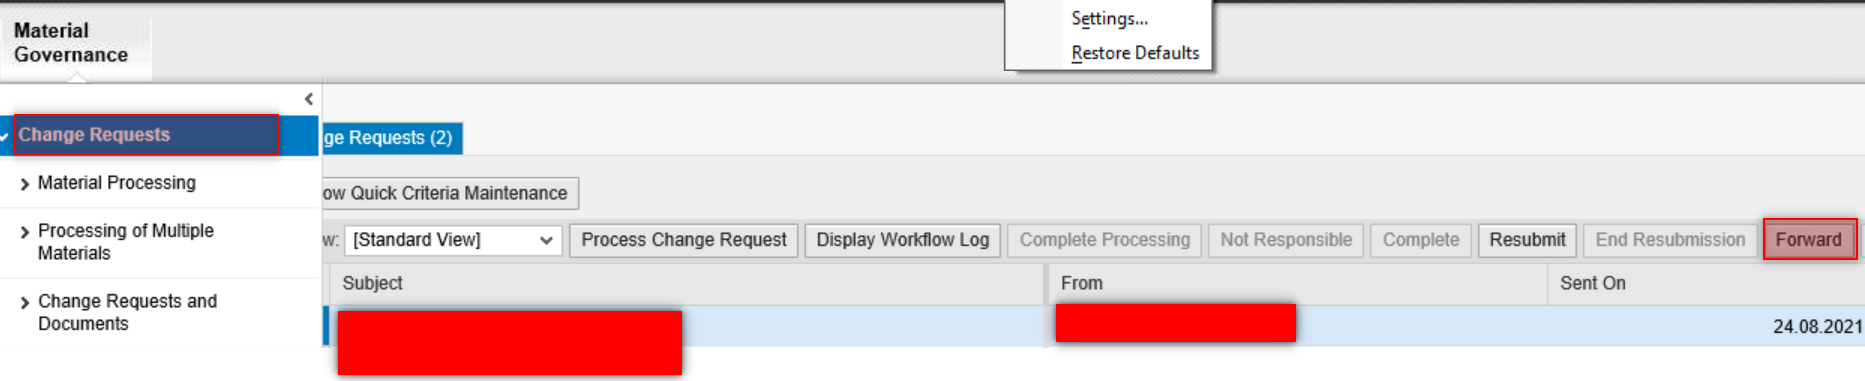 Settings...
Restore Defaults
Material
Governance
Change Requests
ge Requests (2)
Material Processing
ow Quick Criteria Maintenance
Processing of Multiple
Materials
w: [Standard View] Process Change Request Display Workflow Log Complete Processing Not Responsible Complete Resubmit End Resubmission Forward
Subject From Sent On
Change Requests and
Documents
24.08.2021